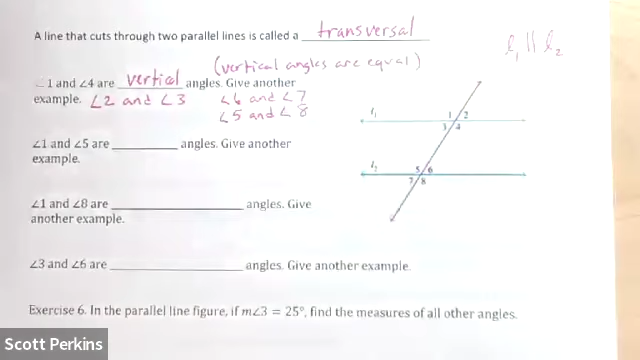 A line that cuts through two parallel lines is called a transversal
l₁ || l₂
(vertical angles are equal)
∠1 and ∠4 are vertical angles. Give another
example. ∠2 and ∠3 ∠6 and ∠7
∠5 and ∠8
l₁ 1 2
3 4
∠1 and ∠5 are __________ angles. Give another
example.
l₂ 5 6
7 8
∠1 and ∠8 are ____________________ angles. Give
another example.
∠3 and ∠6 are ____________________ angles. Give another example.
Exercise 6. In the parallel line figure, if m∠3 = 25°, find the measures of all other angles.
Scott Perkins